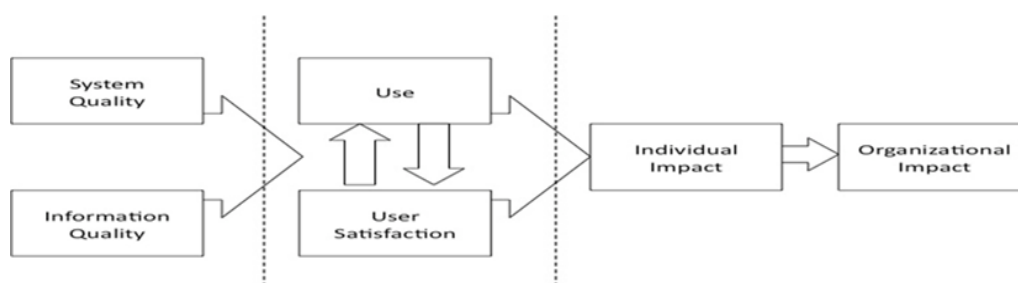 System
Quality
Information
Quality
Use
User
Satisfaction
Individual
Impact
Organizational
Impact